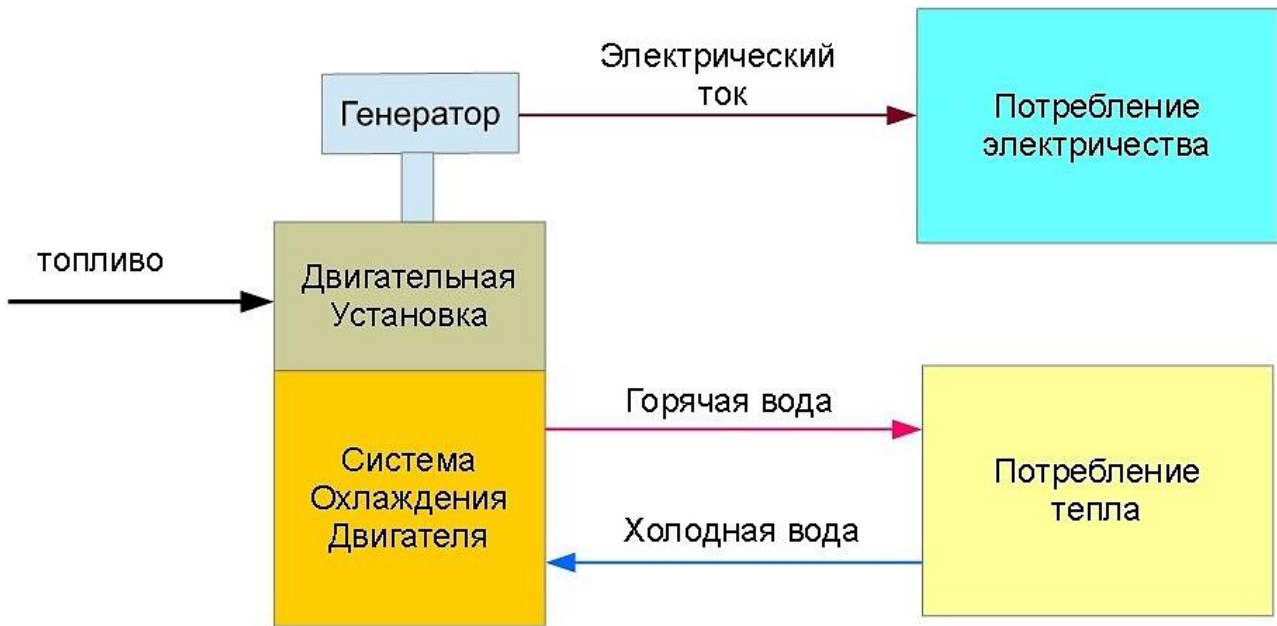 Электрический
ток
Генератор
Потребление
электричества
топливо
Двигательная
Установка
Горячая вода
Система
Охлаждения
Двигателя
Потребление
тепла
Холодная вода